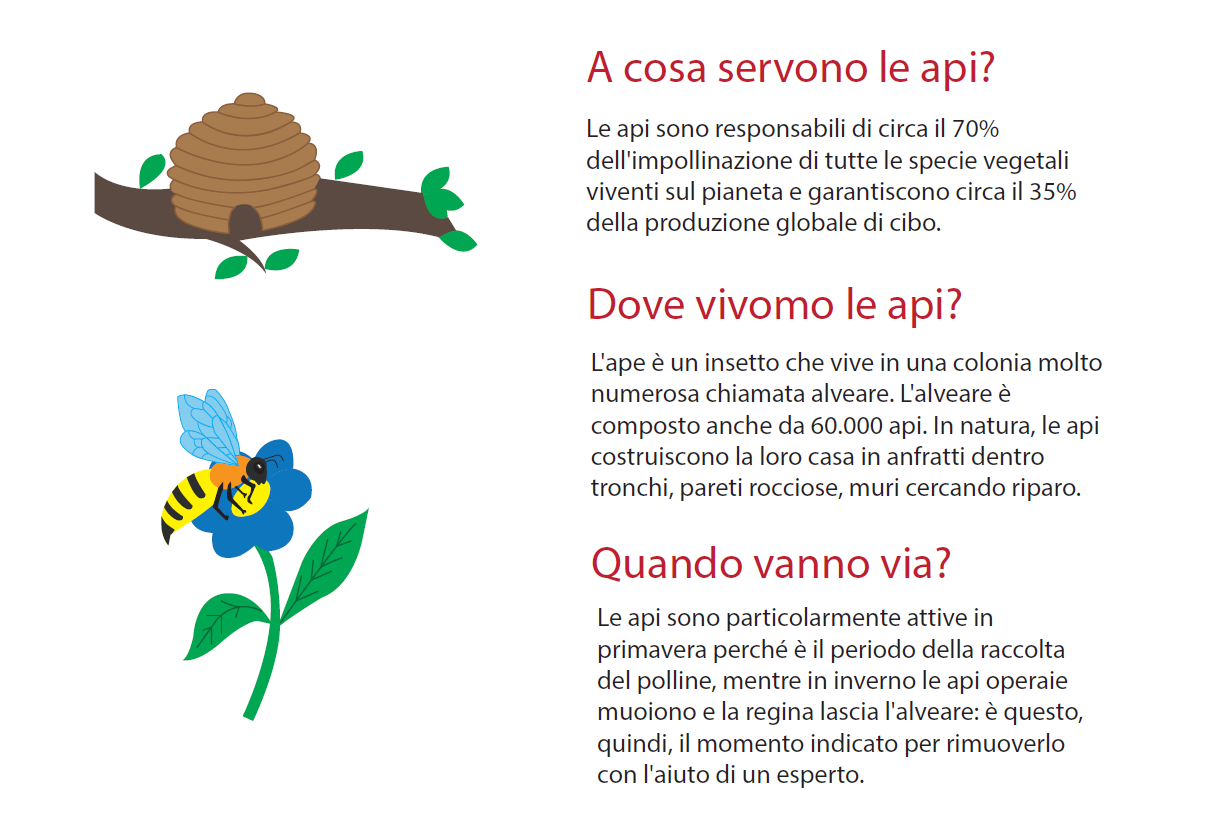 A cosa servono le api?
Le api sono responsabili di circa il 70%
dell'impollinazione di tutte le specie vegetali
viventi sul pianeta e garantiscono circa il 35%
della produzione globale di cibo.
Dove vivomo le api?
L'ape è un insetto che vive in una colonia molto
numerosa chiamata alveare. L'alveare è
composto anche da 60.000 api. In natura, le api
costruiscono la loro casa in anfratti dentro
tronchi, pareti rocciose, muri cercando riparo.
Quando vanno via?
Le api sono particolarmente attive in
primavera perché è il periodo della raccolta
del polline, mentre in inverno le api operaie
muoiono e la regina lascia l'alveare: è questo,
quindi, il momento indicato per rimuoverlo
con l'aiuto di un esperto.